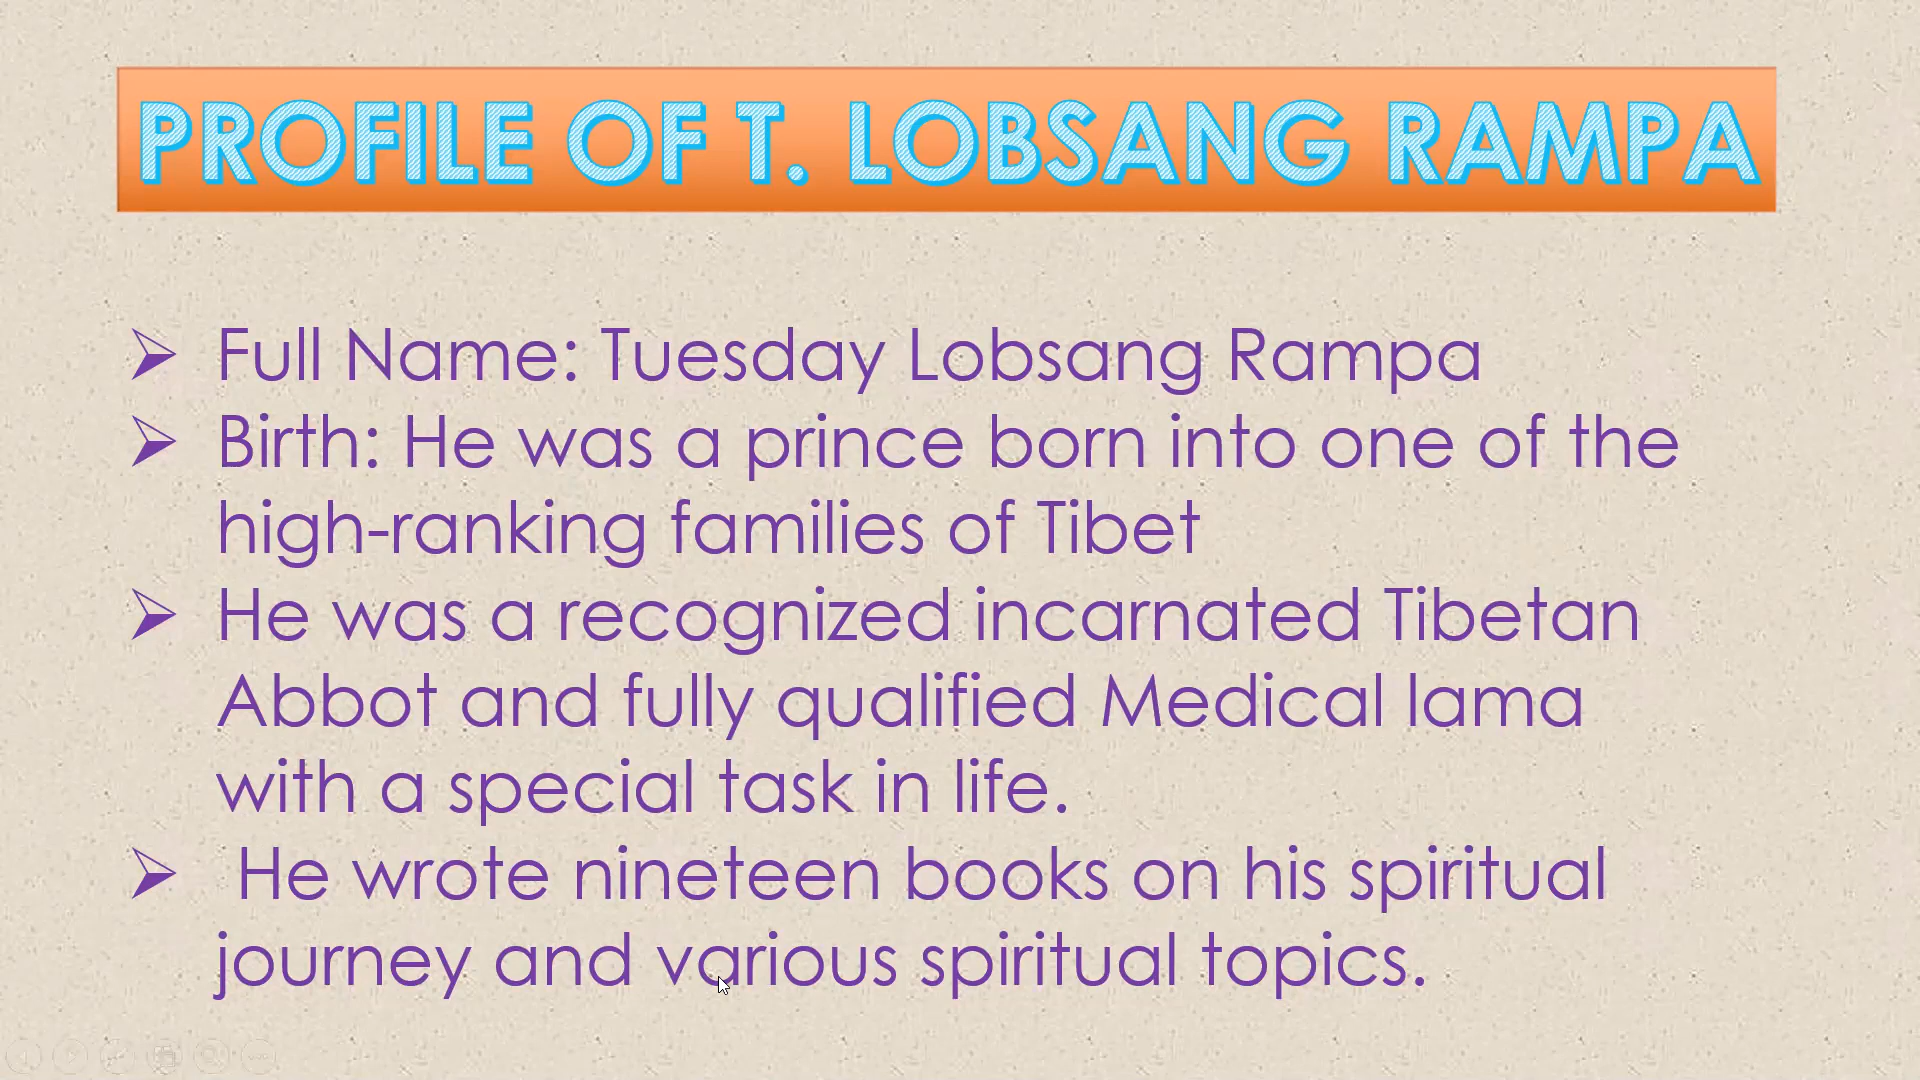 PROFILE OF T. LOBSANG RAMPA
Full Name: Tuesday Lobsang Rampa
Birth: He was a prince born into one of the
high-ranking families of Tibet
He was a recognized incarnated Tibetan
Abbot and fully qualified Medical lama
with a special task in life.
He wrote nineteen books on his spiritual
journey and various spiritual topics.